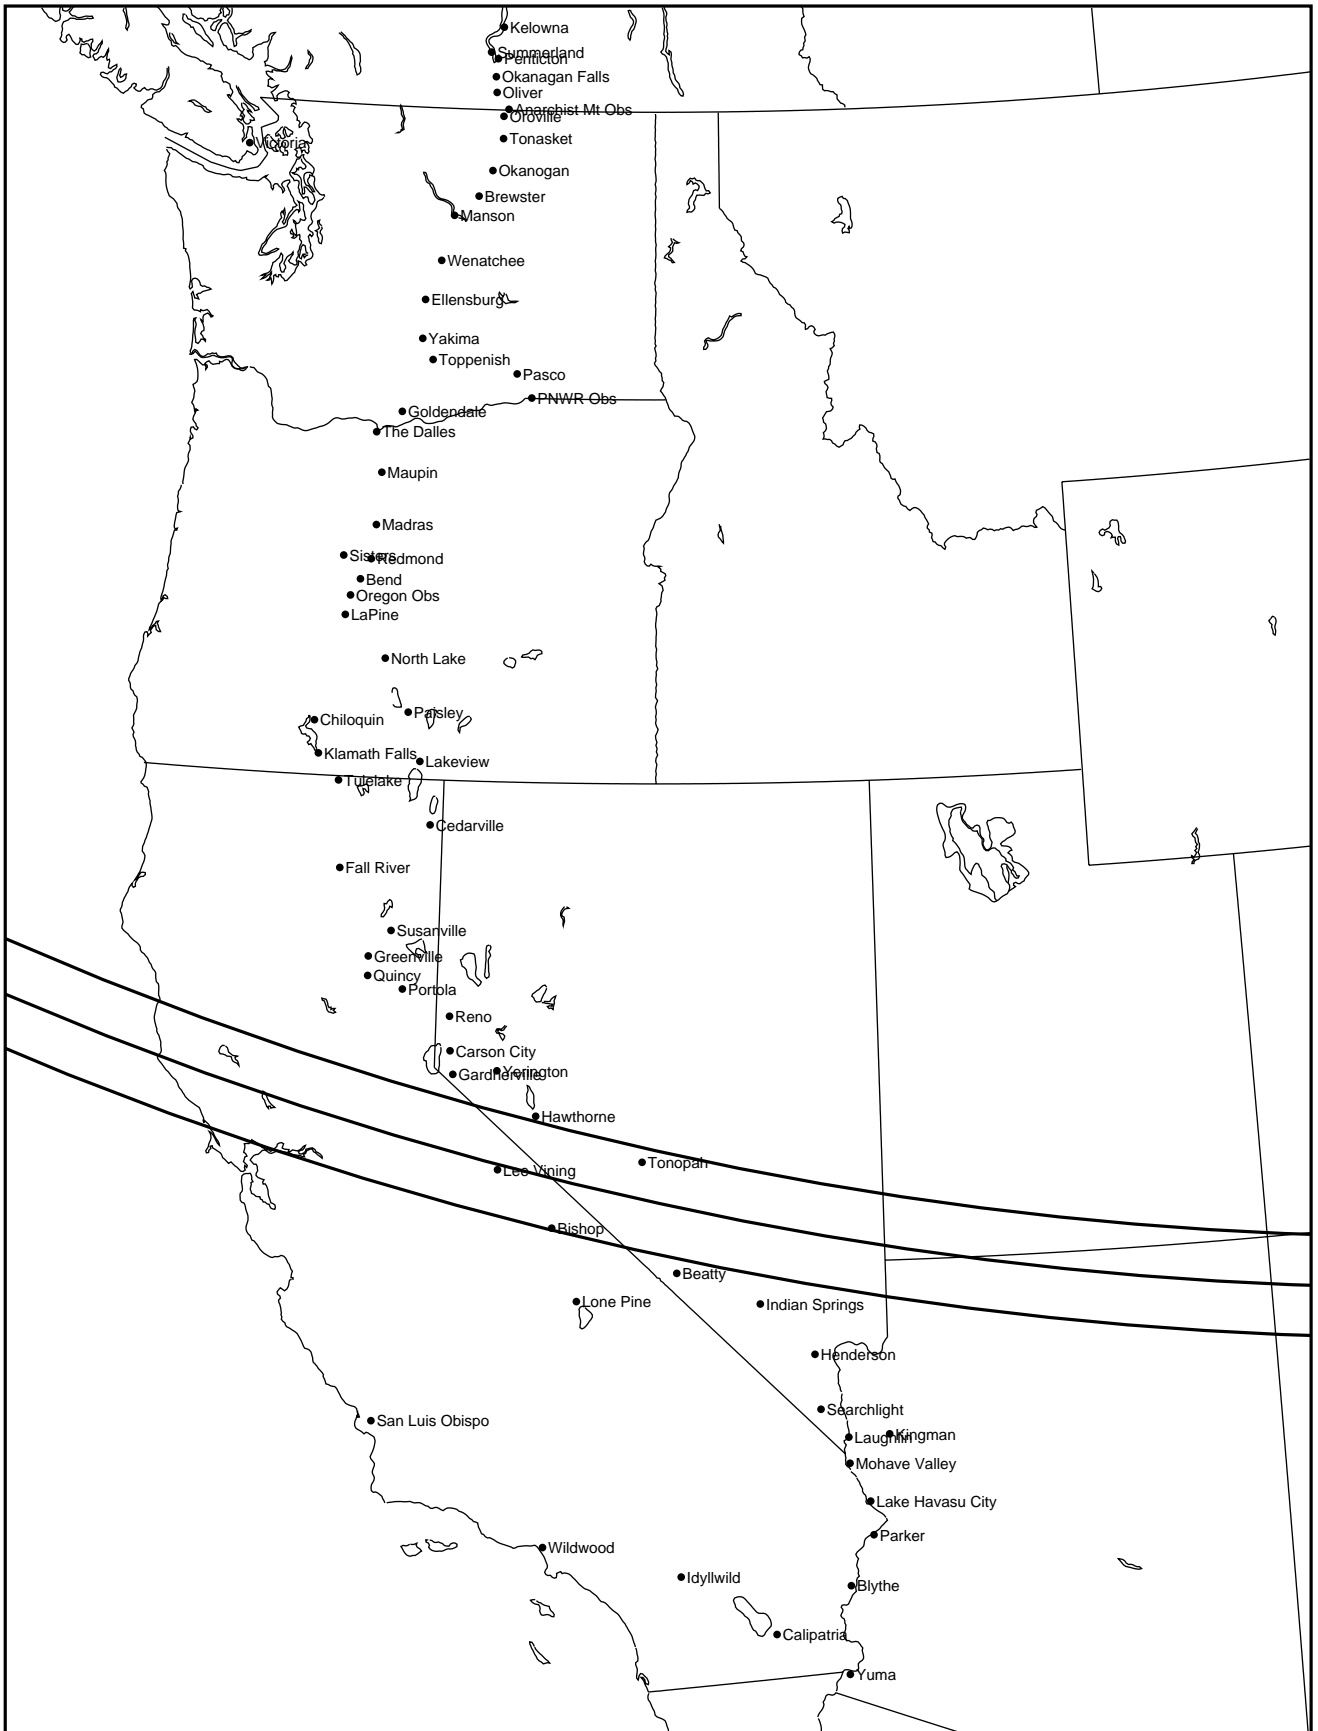 Kelowna
Summerland
Penticton
Okanagan Falls
Oliver
Anarchist Mt Obs
Oroville
Tonasket
Victoria
Okanogan
Brewster
Manson
Wenatchee
Ellensburg
Yakima
Toppenish
Pasco
PNWR Obs
Goldendale
The Dalles
Maupin
Madras
Sisters
Redmond
Bend
Oregon Obs
LaPine
North Lake
Paisley
Chiloquin
Klamath Falls
Lakeview
Tulelake
Cedarville
Fall River
Susanville
Greenville
Quincy
Portola
Reno
Carson City
Yerington
Gardnerville
Hawthorne
Tonopah
Lee Vining
Bishop
Beatty
Lone Pine
Indian Springs
Henderson
Searchlight
San Luis Obispo
Kingman
Laughlin
Mohave Valley
Lake Havasu City
Parker
Wildwood
Idyllwild
Blythe
Calipatria
Yuma